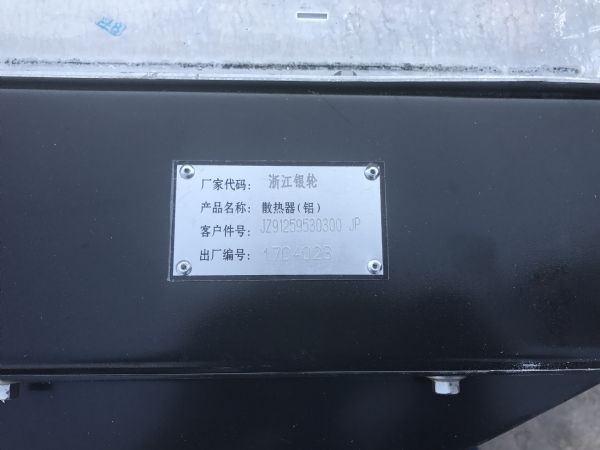 厂家代码: 浙江银轮
产品名称: 散热器(铝)
客户件号: JZ91259530300 JP
出厂编号: 1704023